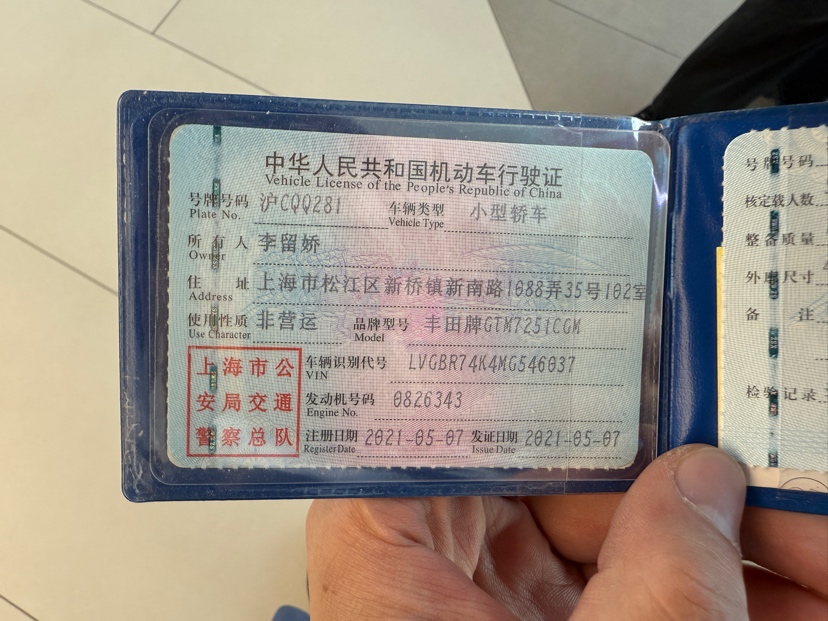 中华人民共和国机动车行驶证
Vehicle License of the People's Republic of China
号牌号码 沪CQQ281 车辆类型 小型轿车
Plate No. Vehicle Type
所有人 李留娇
Owner
住址 上海市松江区新桥镇新南路1088弄35号102室
Address
使用性质 非营运 品牌型号 丰田牌GTM7251CGM
Use Character Model
上海市公
安局交通
警察总队
车辆识别代号 LVGBR74K4MG546037
VIN
发动机号码 0826343
Engine No.
注册日期 2021-05-07 发证日期 2021-05-07
Register Date Issue Date
号牌号码
核定载人数
整备质量
外廓尺寸
备注
检验记录